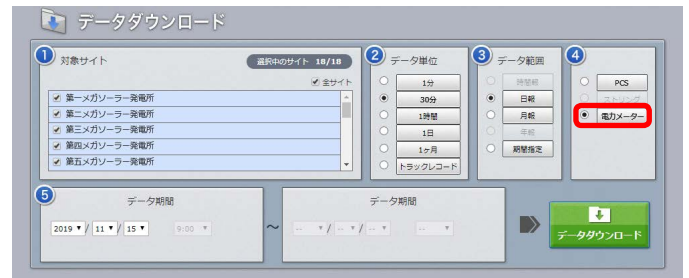 データダウンロード
1 対象サイト 選択中のサイト 18/18
全サイト
第一メガソーラー発電所
第二メガソーラー発電所
第三メガソーラー発電所
第四メガソーラー発電所
第五メガソーラー発電所
2 データ単位
1分
30分
1時間
1日
1ヶ月
トラックレコード
3 データ範囲
時間報
日報
月報
年報
期間指定
4
PCS
ストリング
電力メーター
5 データ期間
2019 / 11 / 15 9:00
~
データ期間
-- / -- / -- --
データダウンロード